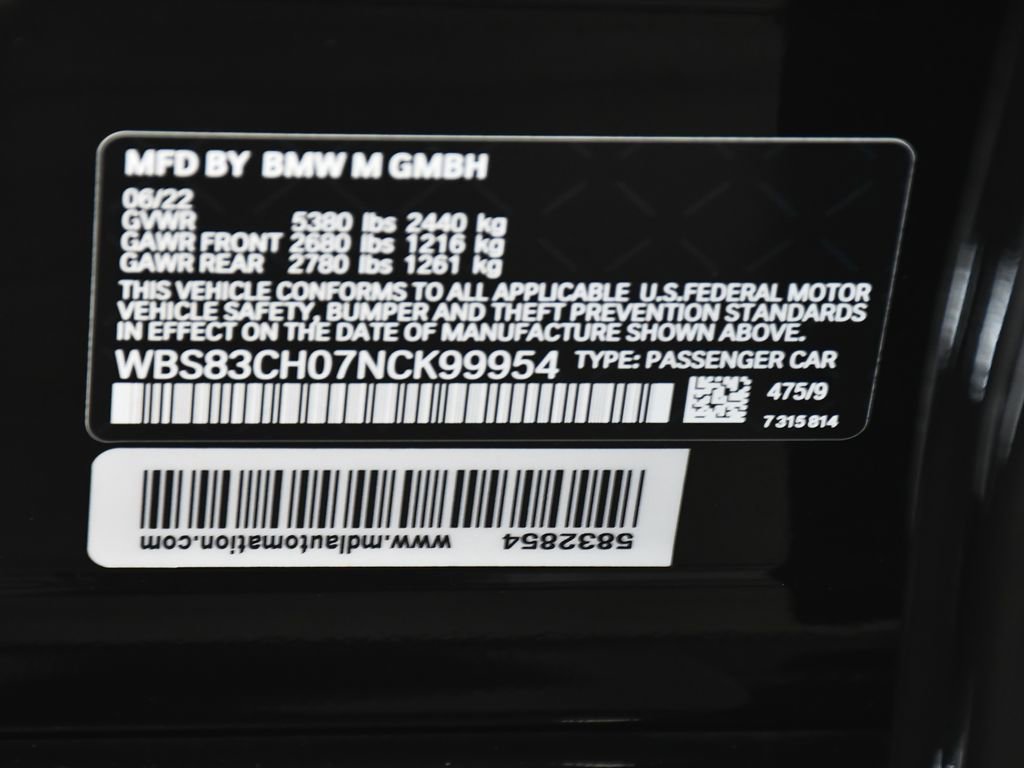 MFD BY BMW M GMBH
06/22
GVWR 5380 lbs 2440 kg
GAWR FRONT 2680 lbs 1216 kg
GAWR REAR 2780 lbs 1261 kg
THIS VEHICLE CONFORMS TO ALL APPLICABLE U.S.FEDERAL MOTOR
VEHICLE SAFETY, BUMPER AND THEFT PREVENTION STANDARDS
IN EFFECT ON THE DATE OF MANUFACTURE SHOWN ABOVE.
WBS83CH07NCK99954 TYPE: PASSENGER CAR
475/9
7 315 814
5832854 www.mdlautomation.com